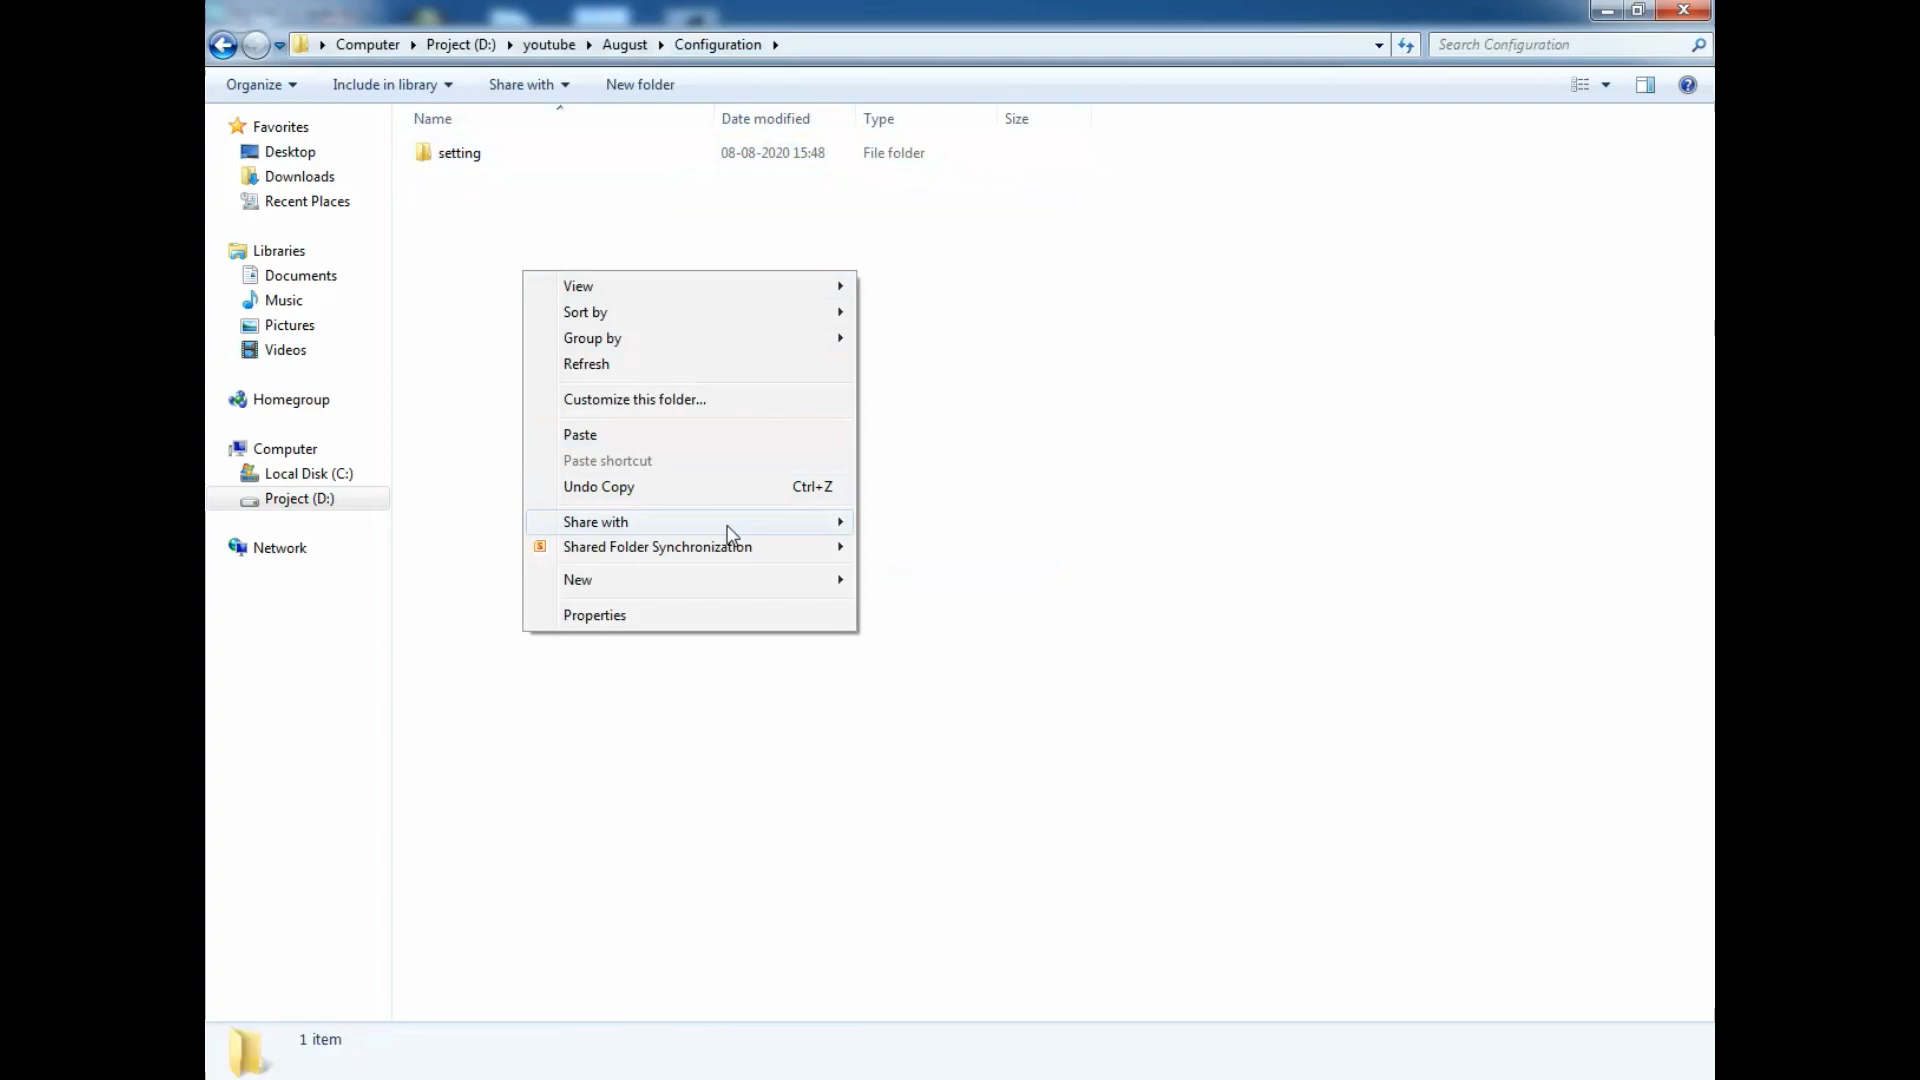 Computer Project (D:) youtube August Configuration
Search Configuration
Organize Include in library Share with New folder
Name Date modified Type Size
setting 08-08-2020 15:48 File folder
Favorites
Desktop
Downloads
Recent Places
Libraries
Documents
Music
Pictures
Videos
Homegroup
Computer
Local Disk (C:)
Project (D:)
Network
View
Sort by
Group by
Refresh
Customize this folder...
Paste
Paste shortcut
Undo Copy Ctrl+Z
Share with
S Shared Folder Synchronization
New
Properties
1 item